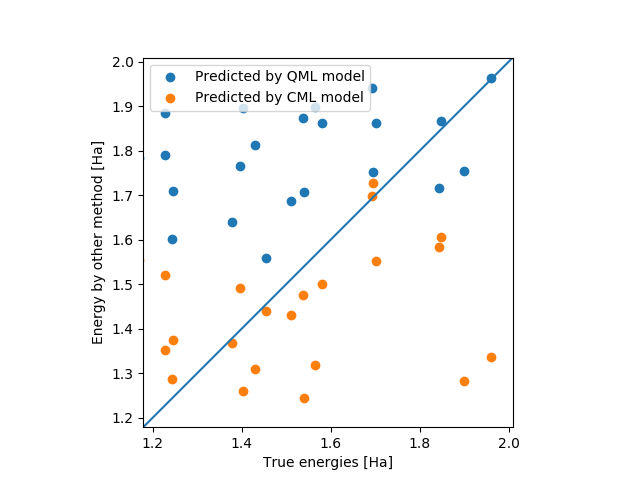 2.0
1.9
1.8
1.7
1.6
1.5
1.4
1.3
1.2
Energy by other method [Ha]
Predicted by QML model
Predicted by CML model
1.2 1.4 1.6 1.8 2.0
True energies [Ha]